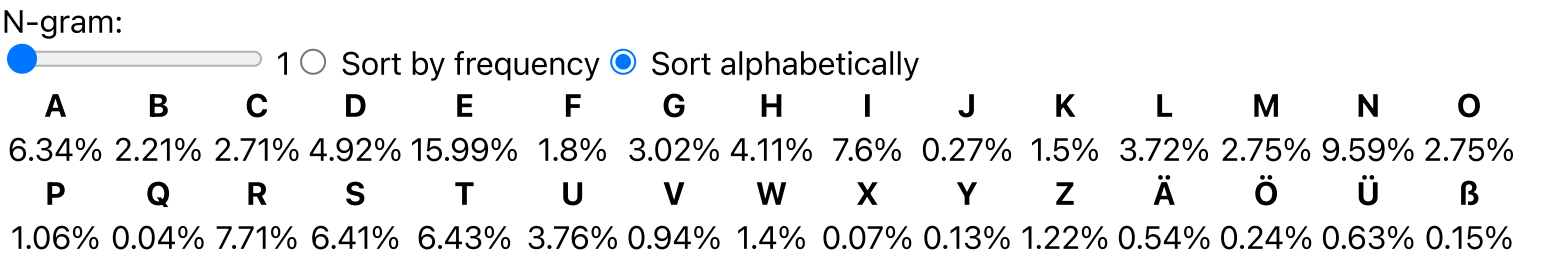 N-gram:
1 Sort by frequency Sort alphabetically
A B C D E F G H I J K L M N O
6.34% 2.21% 2.71% 4.92% 15.99% 1.8% 3.02% 4.11% 7.6% 0.27% 1.5% 3.72% 2.75% 9.59% 2.75%
P Q R S T U V W X Y Z Ä Ö Ü ß
1.06% 0.04% 7.71% 6.41% 6.43% 3.76% 0.94% 1.4% 0.07% 0.13% 1.22% 0.54% 0.24% 0.63% 0.15%